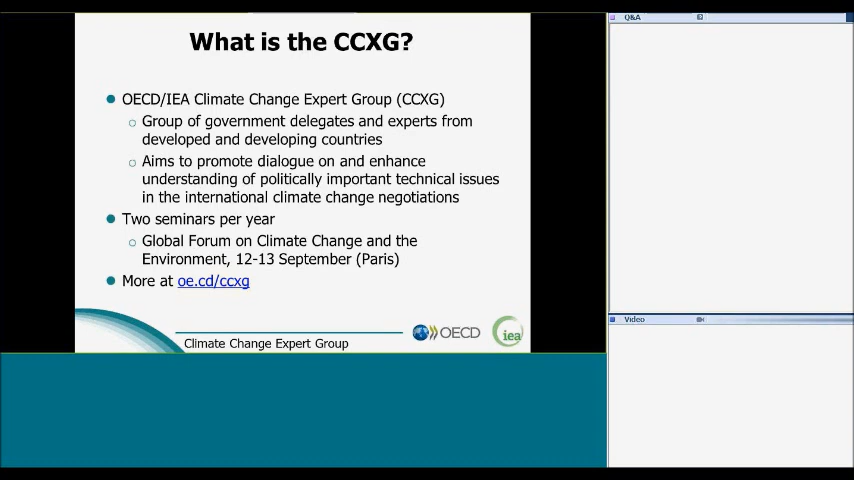 What is the CCXG?
OECD/IEA Climate Change Expert Group (CCXG)
Group of government delegates and experts from
developed and developing countries
Aims to promote dialogue on and enhance
understanding of politically important technical issues
in the international climate change negotiations
Two seminars per year
Global Forum on Climate Change and the
Environment, 12-13 September (Paris)
More at oe.cd/ccxg
Climate Change Expert Group
OECD
iea
Q&A
Video